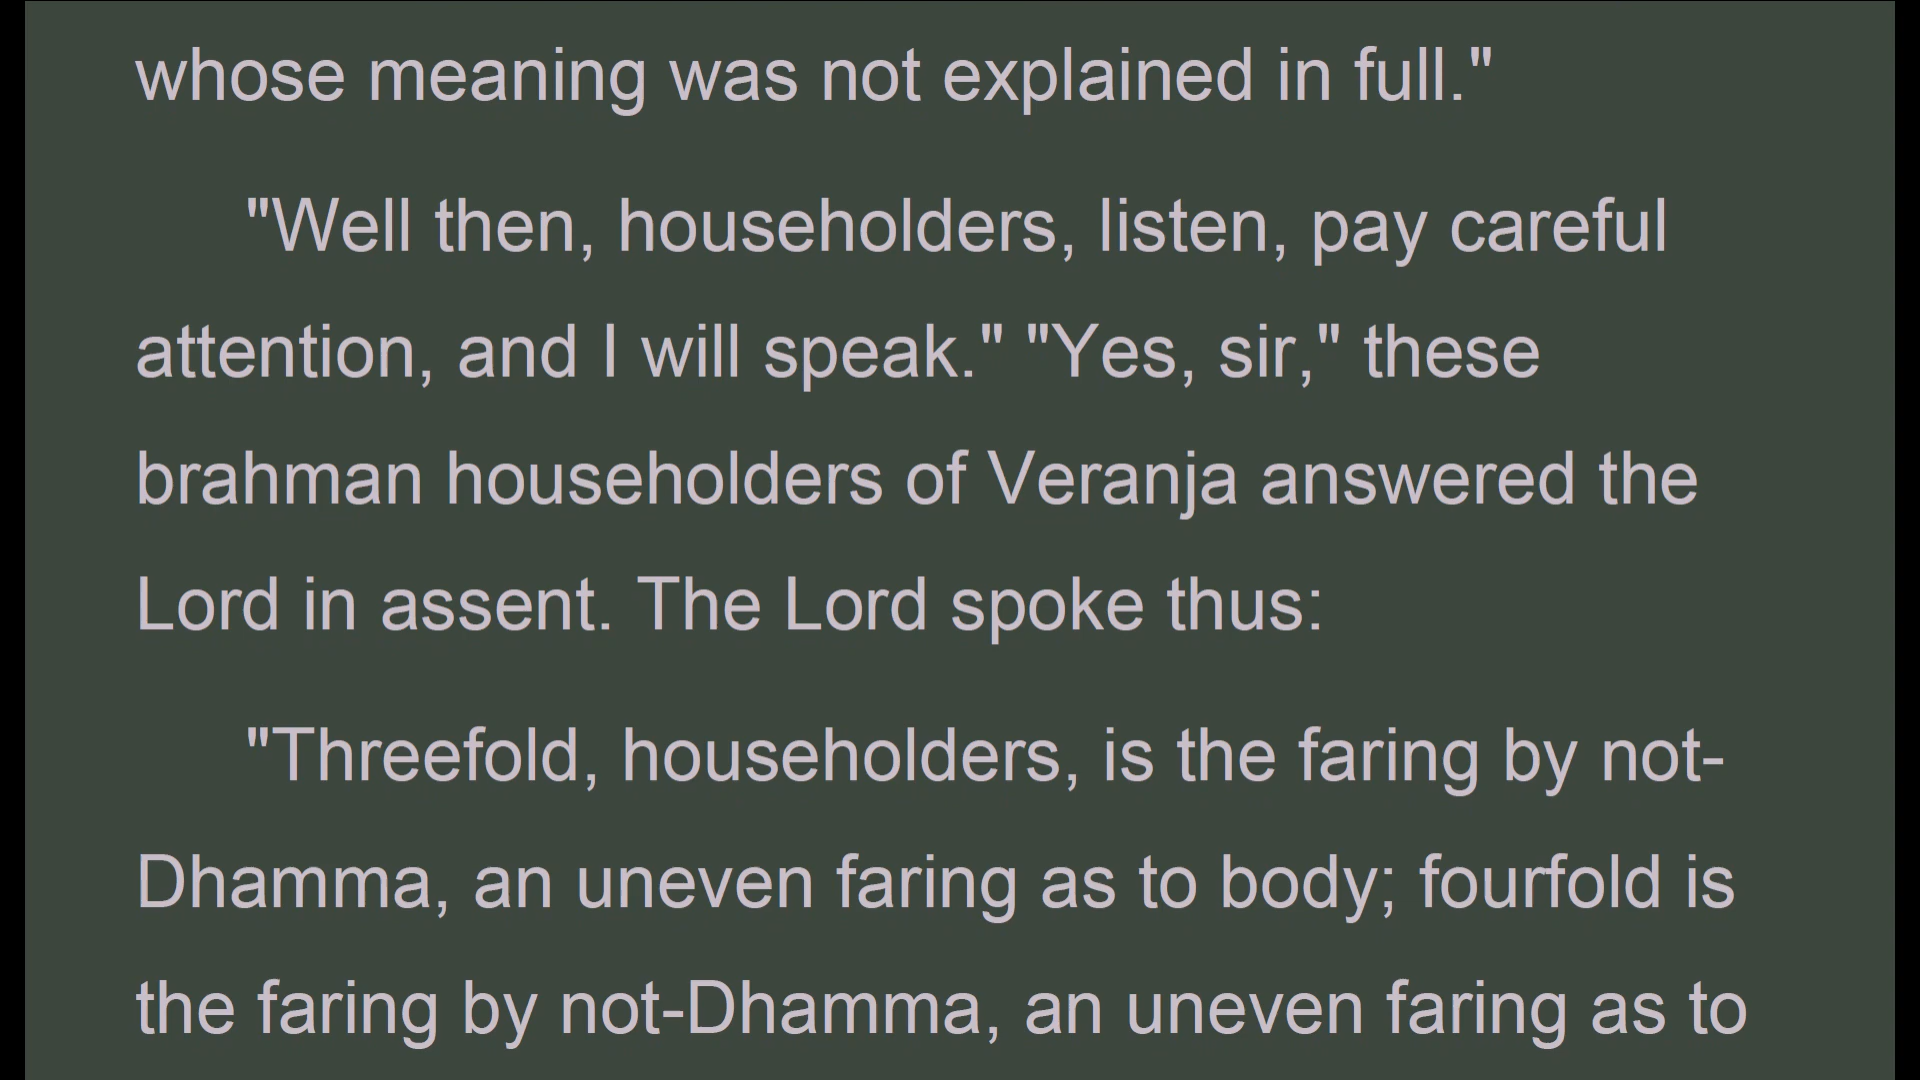 whose meaning was not explained in full."
"Well then, householders, listen, pay careful
attention, and I will speak." "Yes, sir," these
brahman householders of Veranja answered the
Lord in assent. The Lord spoke thus:
"Threefold, householders, is the faring by not-
Dhamma, an uneven faring as to body; fourfold is
the faring by not-Dhamma, an uneven faring as to